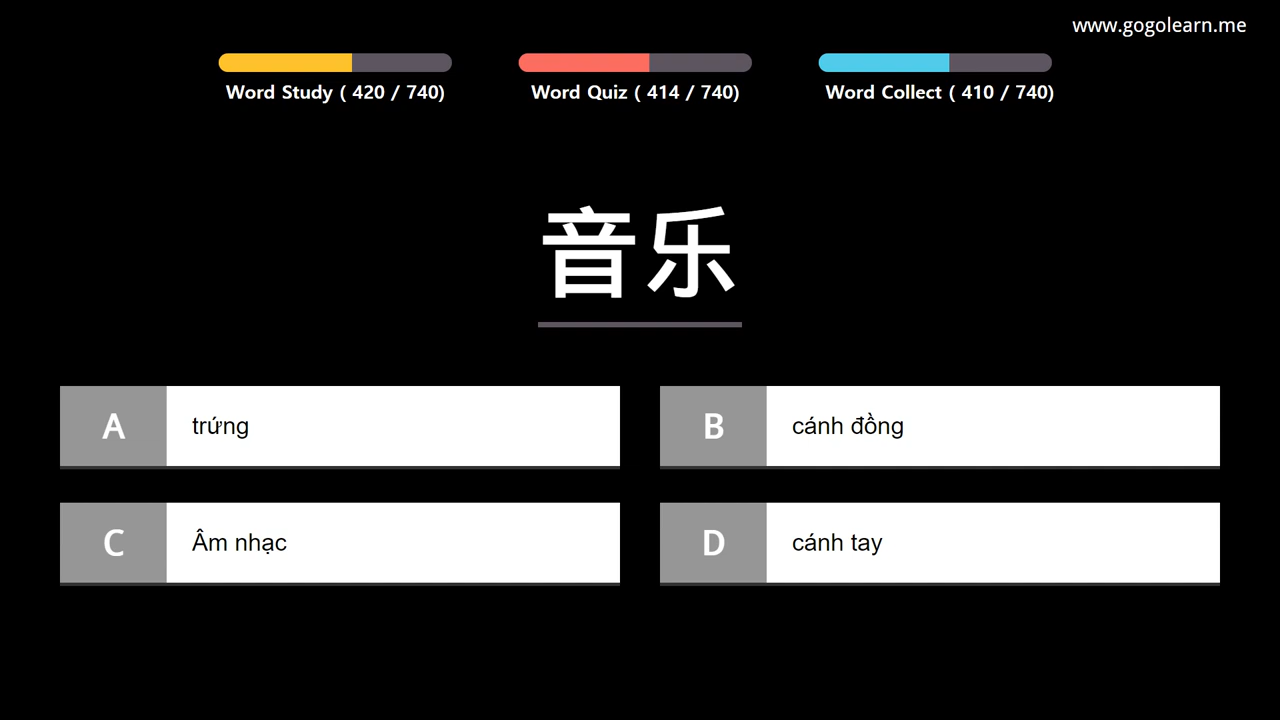 www.gogolearn.me
Word Study ( 420 / 740)
Word Quiz ( 414 / 740)
Word Collect ( 410 / 740)
音乐
A trứng
B cánh đồng
C Âm nhạc
D cánh tay